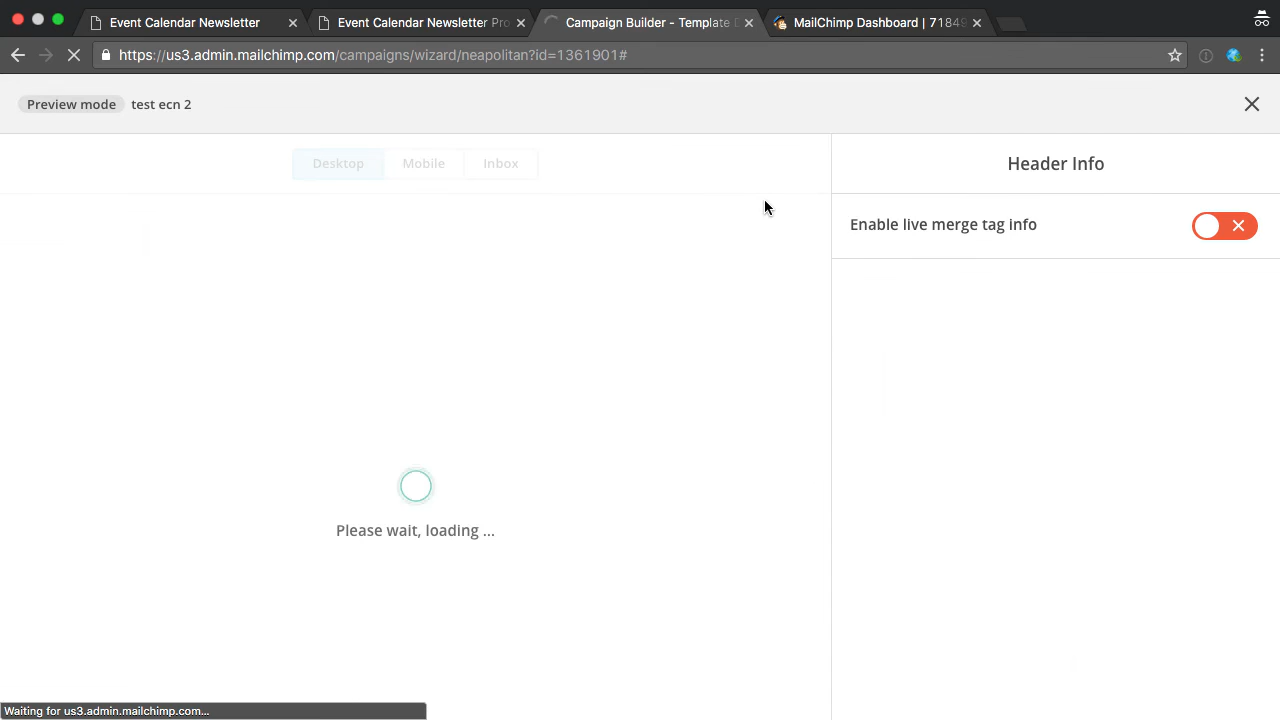 Event Calendar Newsletter
Event Calendar Newsletter Pro
Campaign Builder - Template D
MailChimp Dashboard | 71849
https://us3.admin.mailchimp.com/campaigns/wizard/neapolitan?id=1361901#
Preview mode test ecn 2
Desktop Mobile Inbox
Header Info
Enable live merge tag info
Please wait, loading ...
Waiting for us3.admin.mailchimp.com...